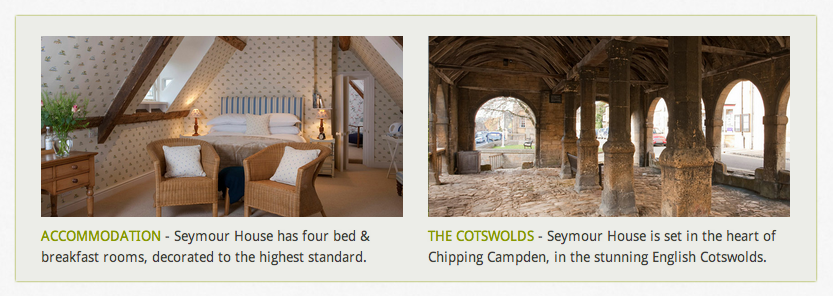 ACCOMMODATION - Seymour House has four bed &
breakfast rooms, decorated to the highest standard.
THE COTSWOLDS - Seymour House is set in the heart of
Chipping Campden, in the stunning English Cotswolds.